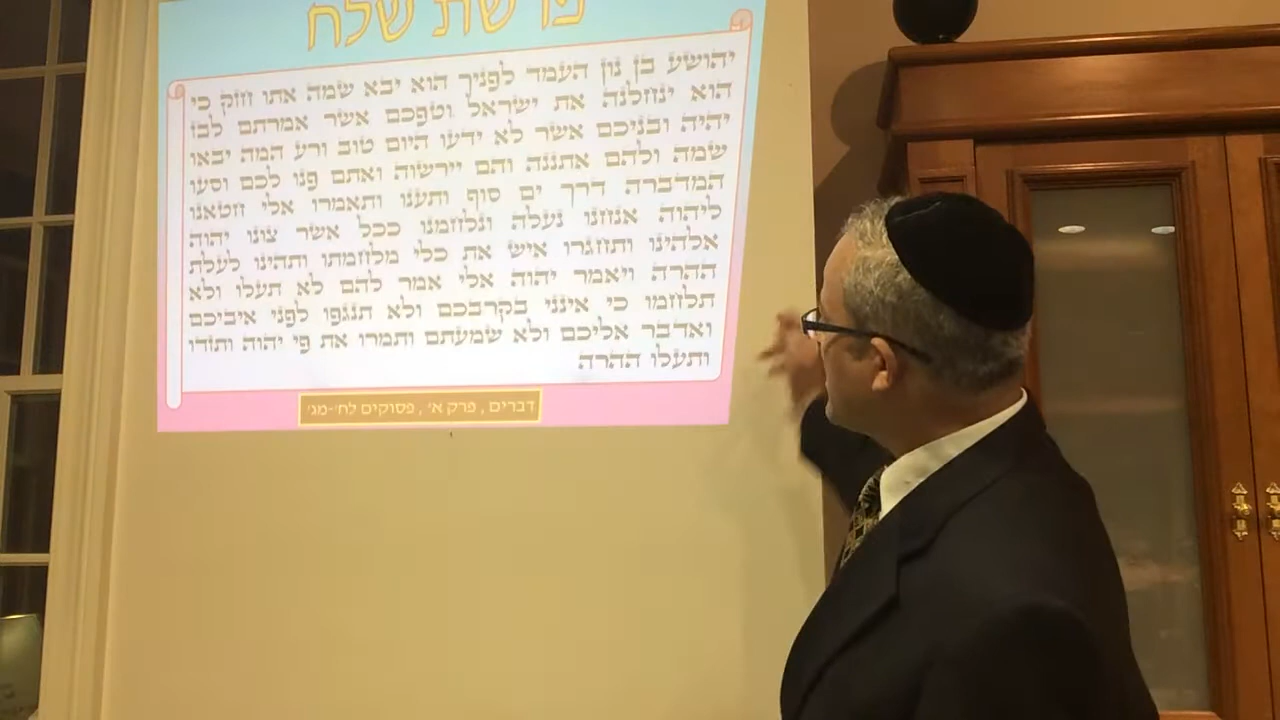 פרשת שלח
יהושע בן נון העמד לפניך הוא יבא שמה אתו חזק כי
הוא ינחלנה את ישראל וטפכם אשר אמרתם לבז
יהיה ובניכם אשר לא ידעו היום טוב ורע המה יבאו
שמה ולהם אתננה והם יירשוה ואתם פנו לכם וסעו
המדברה דרך ים סוף ותענו ותאמרו אלי חטאנו
ליהוה אנחנו נעלה ונלחמנו ככל אשר צונו יהוה
אלהינו ותחגרו איש את כלי מלחמתו ותהינו לעלת
ההרה ויאמר יהוה אלי אמר להם לא תעלו ולא
תלחמו כי אינני בקרבכם ולא תנגפו לפני איביכם
ואדבר אליכם ולא שמעתם ותמרו את פי יהוה ותזדו
ותעלו ההרה
דברים , פרק א׳ , פסוקים לח׳-מג׳